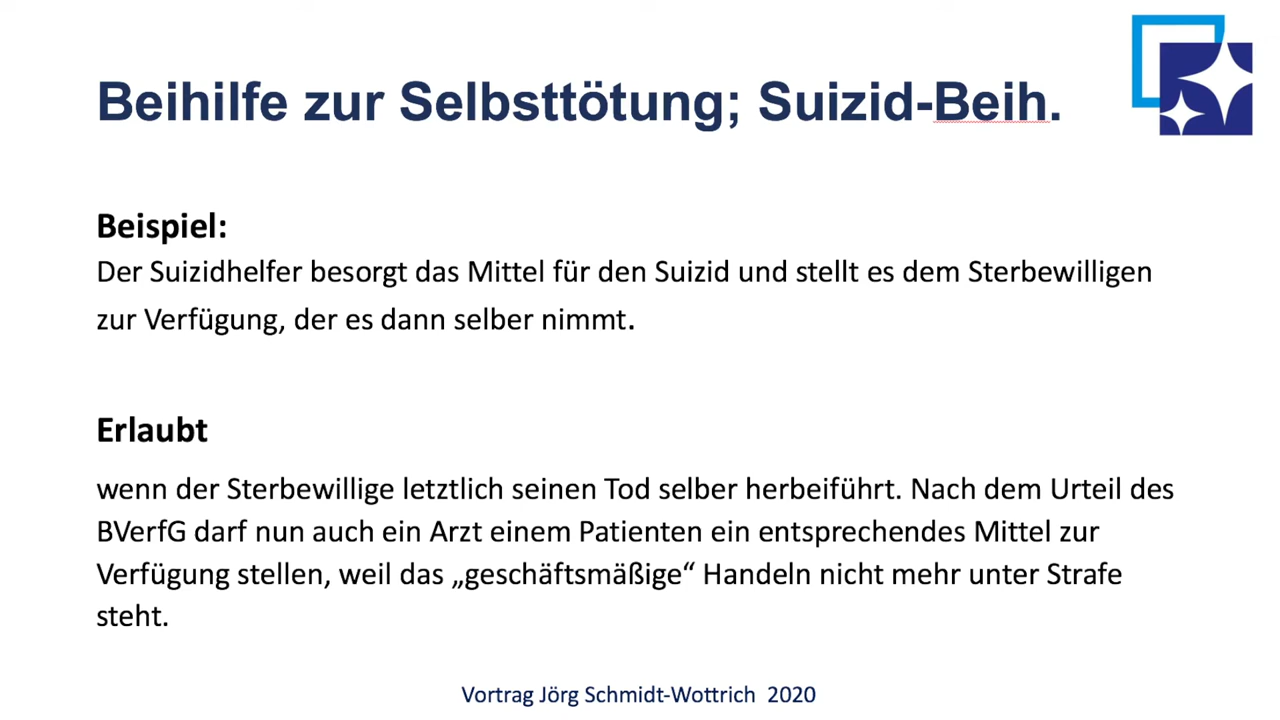 Beihilfe zur Selbsttötung; Suizid-Beih.
Beispiel:
Der Suizidhelfer besorgt das Mittel für den Suizid und stellt es dem Sterbewilligen
zur Verfügung, der es dann selber nimmt.
Erlaubt
wenn der Sterbewillige letztlich seinen Tod selber herbeiführt. Nach dem Urteil des
BVerfG darf nun auch ein Arzt einem Patienten ein entsprechendes Mittel zur
Verfügung stellen, weil das „geschäftsmäßige“ Handeln nicht mehr unter Strafe
steht.
Vortrag Jörg Schmidt-Wottrich 2020